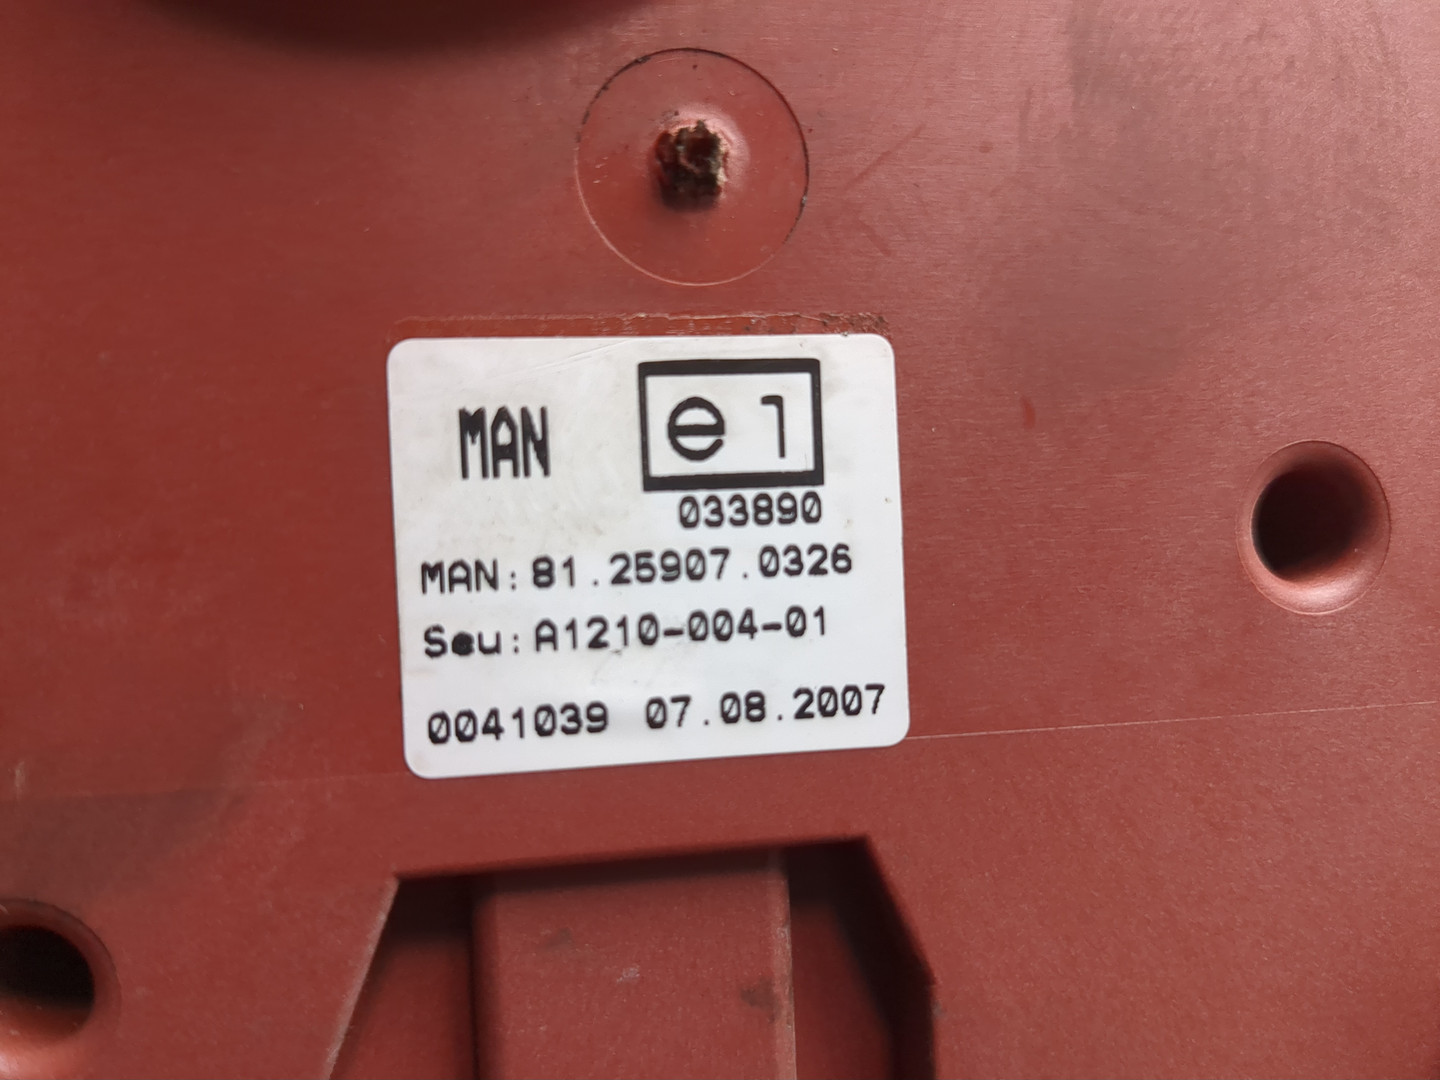 MAN e1
033890
MAN: 81.25907.0326
Seu: A1210-004-01
0041039 07.08.2007